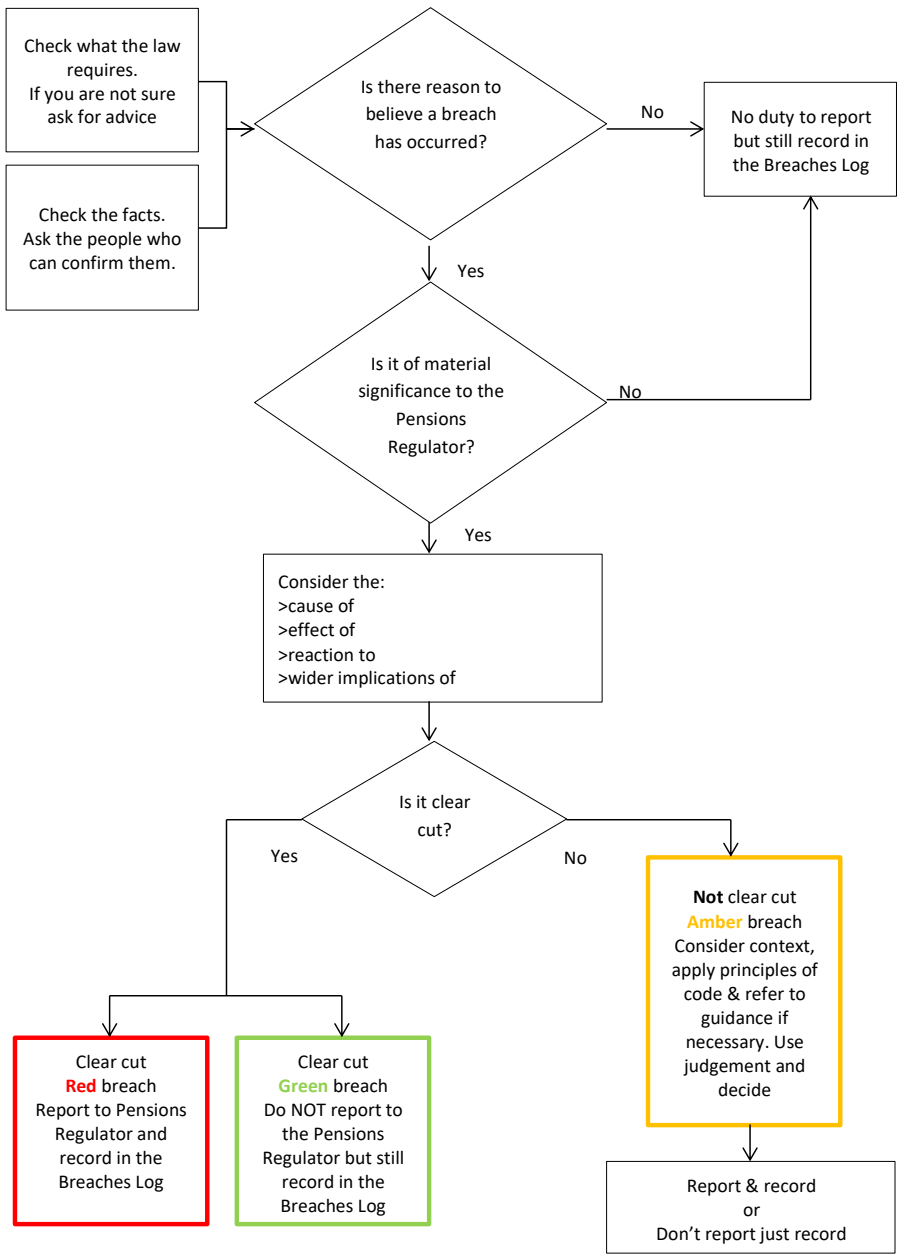 Check what the law
requires.
If you are not sure
ask for advice
Is there reason to
believe a breach
has occurred?
No
No duty to report
but still record in
the Breaches Log
Check the facts.
Ask the people who
can confirm them.
Yes
Is it of material
significance to the
Pensions
Regulator?
No
Yes
Consider the:
>cause of
>effect of
>reaction to
>wider implications of
Is it clear
cut?
Yes
No
Not clear cut
Amber breach
Consider context,
apply principles of
code & refer to
guidance if
necessary. Use
judgement and
decide
Clear cut
Red breach
Report to Pensions
Regulator and
record in the
Breaches Log
Clear cut
Green breach
Do NOT report to
the Pensions
Regulator but still
record in the
Breaches Log
Report & record
or
Don’t report just record